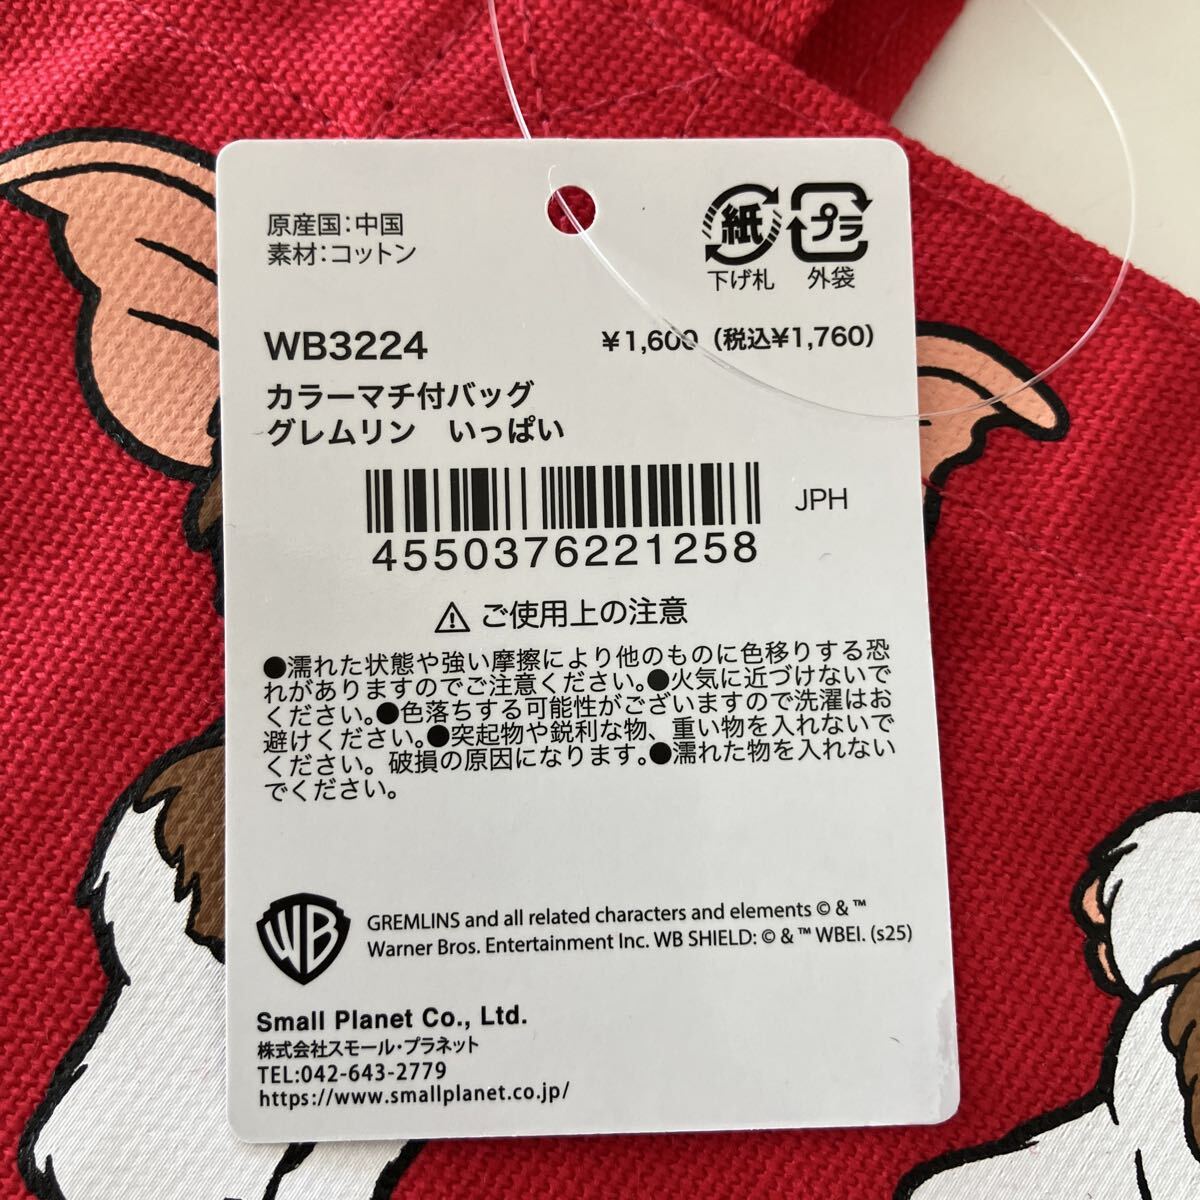 原産国:中国
素材:コットン
紙
プラ
下げ札
外袋
WB3224
¥1,600 (税込¥1,760)
カラーマチ付バッグ
グレムリン いっぱい
JPH
4550376221258
⚠ ご使用上の注意
●濡れた状態や強い摩擦により他のものに色移りする恐
れがありますのでご注意ください。●火気に近づけないで
ください。●色落ちする可能性がございますので洗濯はお
避けください。●突起物や鋭利な物、重い物を入れないで
ください。破損の原因になります。●濡れた物を入れない
でください。
WB
GREMLINS and all related characters and elements © & ™
Warner Bros. Entertainment Inc. WB SHIELD: © & ™ WBEI. (s25)
Small Planet Co., Ltd.
株式会社スモール・プラネット
TEL:042-643-2779
https://www.smallplanet.co.jp/